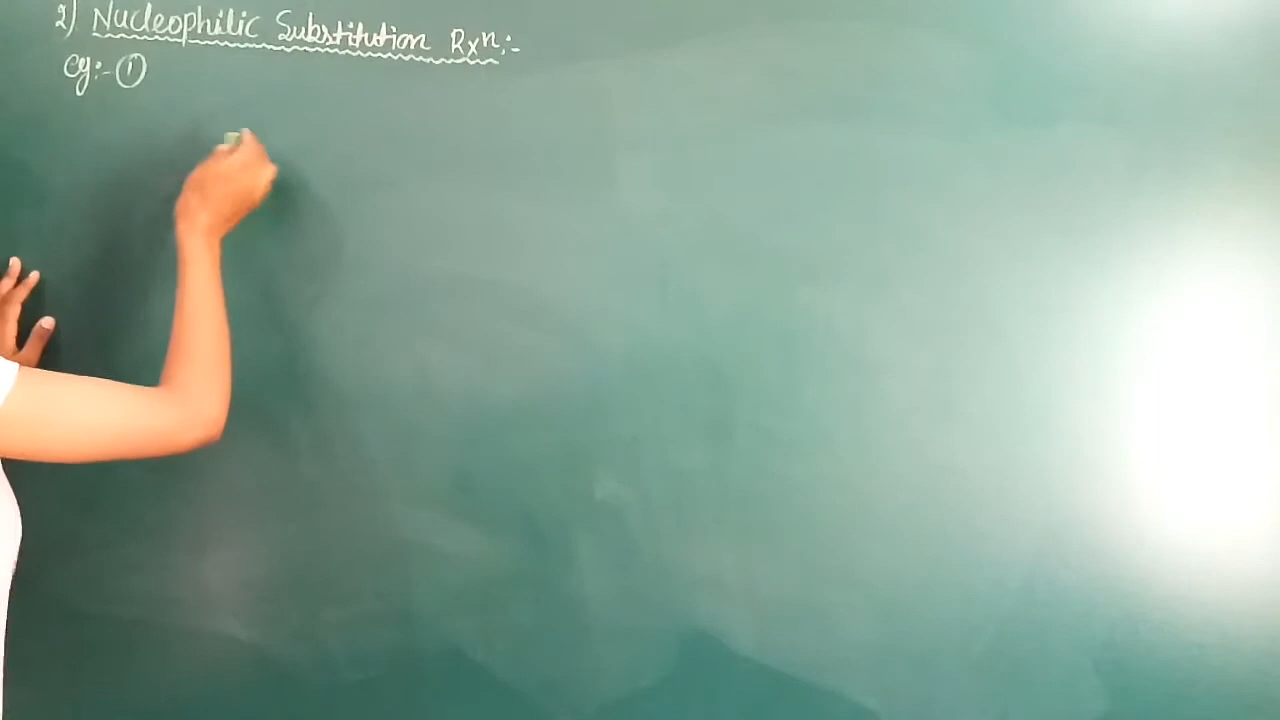 2) Nucleophilic Substitution Rxⁿ:-
eg:- ①